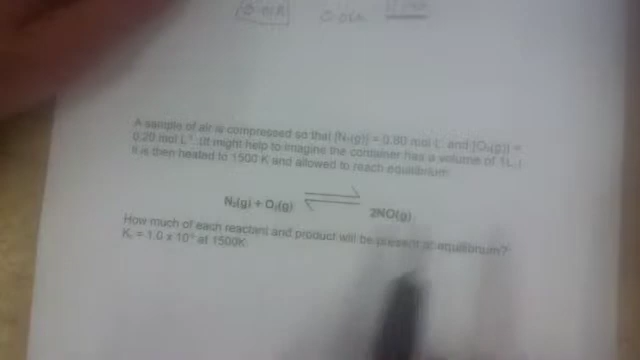 A sample of air is compressed so that [N₂(g)] = 0.80 mol L⁻¹ and [O₂(g)] =
0.20 mol L⁻¹. (It might help to imagine the container has a volume of 1L.)
It is then heated to 1500 K and allowed to reach equilibrium.
N₂(g) + O₂(g) ⇌ 2NO(g)
How much of each reactant and product will be present at equilibrium?
= 1.0 x at 1500K